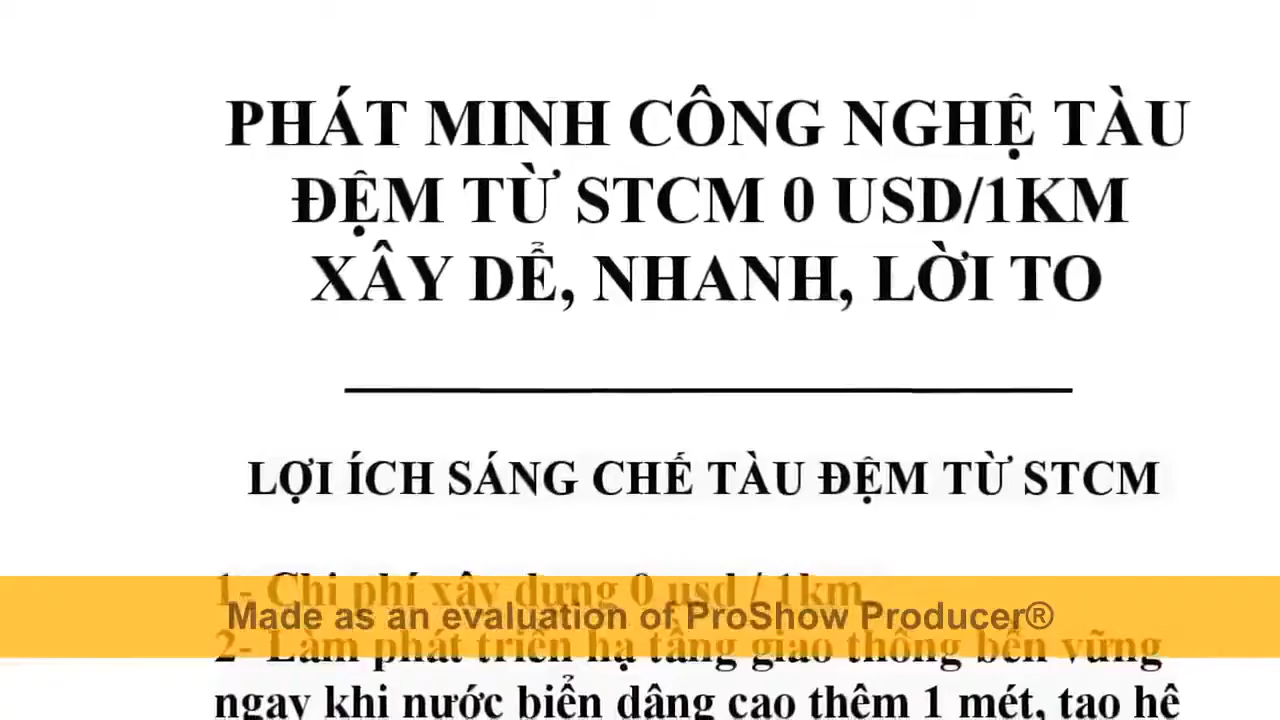 PHÁT MINH CÔNG NGHỆ TÀU
ĐỆM TỪ STCM 0 USD/1KM
XÂY DỂ, NHANH, LỜI TO
LỢI ÍCH SÁNG CHẾ TÀU ĐỆM TỪ STCM
1- Chi phí xây dựng 0 usd / 1km
Made as an evaluation of ProShow Producer®
2- Làm phát triển hạ tầng giao thông bền vững
ngay khi nước biển dâng cao thêm 1 mét, tạo hệ